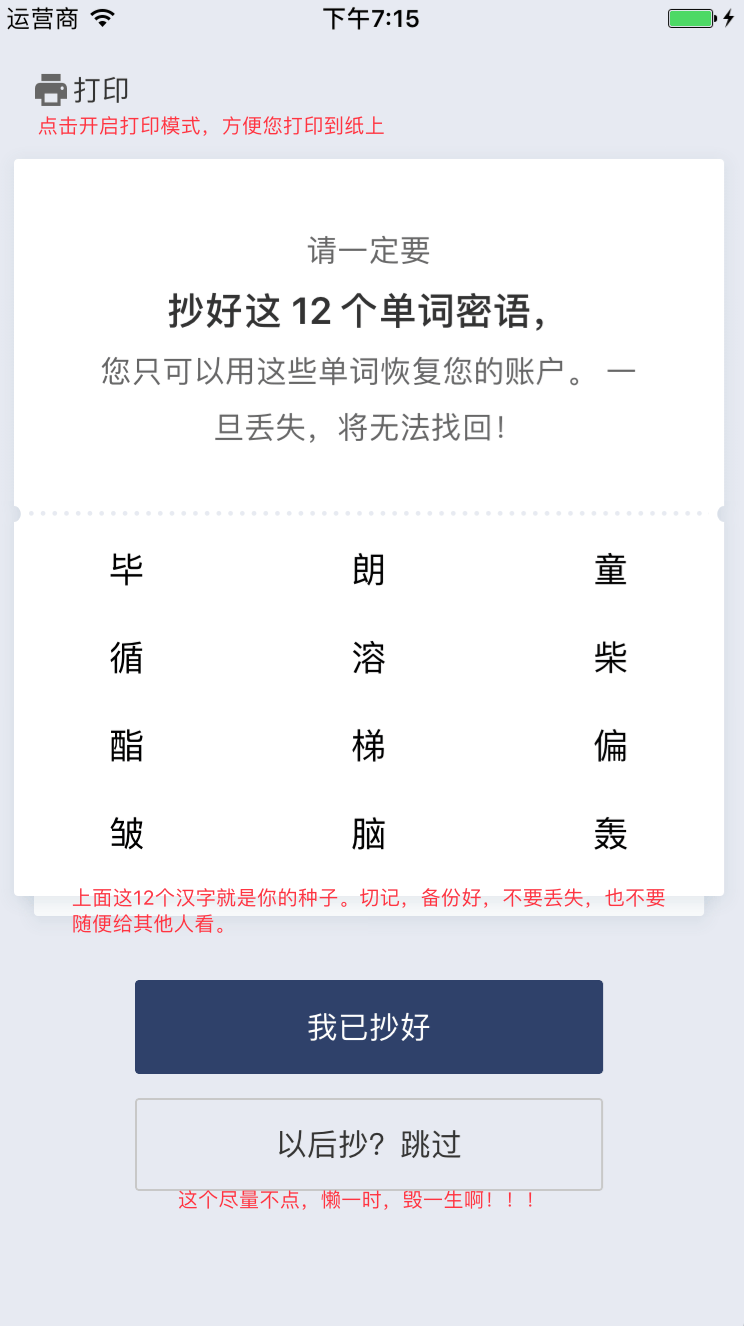 运营商 下午7:15
打印
点击开启打印模式，方便您打印到纸上
请一定要
抄好这 12 个单词密语，
您只可以用这些单词恢复您的账户。 一
旦丢失，将无法找回！
毕 朗 童
循 溶 柴
酯 梯 偏
皱 脑 轰
上面这12个汉字就是你的种子。切记，备份好，不要丢失，也不要
随便给其他人看。
我已抄好
以后抄？跳过
这个尽量不点，懒一时，毁一生啊！！！